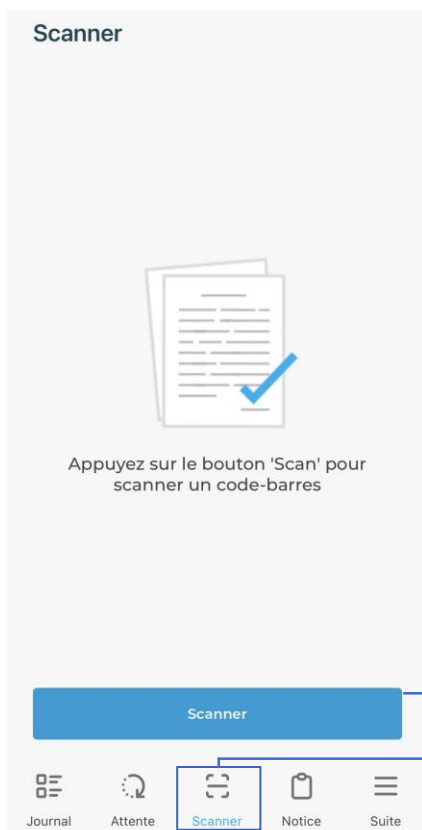 Scanner
Appuyez sur le bouton 'Scan' pour
scanner un code-barres
Scanner
Journal Attente Scanner Notice Suite